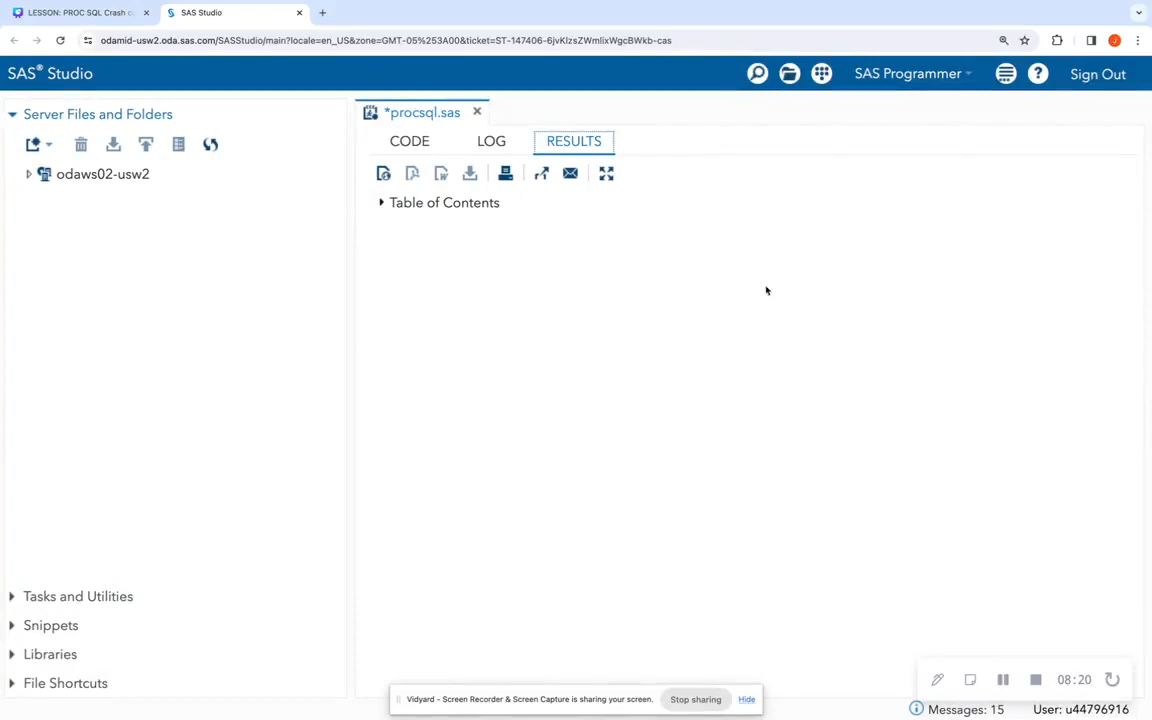 LESSON: PROC SQL Crash c
SAS Studio
odamid-usw2.oda.sas.com/SASStudio/main?locale=en_US&zone=GMT-05%253A00&ticket=ST-147406-6jvKIzsZWmlixWgcBWkb-cas
SAS® Studio
SAS Programmer
Sign Out
Server Files and Folders
*procsql.sas
CODE LOG RESULTS
odaws02-usw2
Table of Contents
Tasks and Utilities
Snippets
Libraries
File Shortcuts
08:20
Vidyard - Screen Recorder & Screen Capture is sharing your screen.
Stop sharing
Hide
Messages: 15
User: u44796916